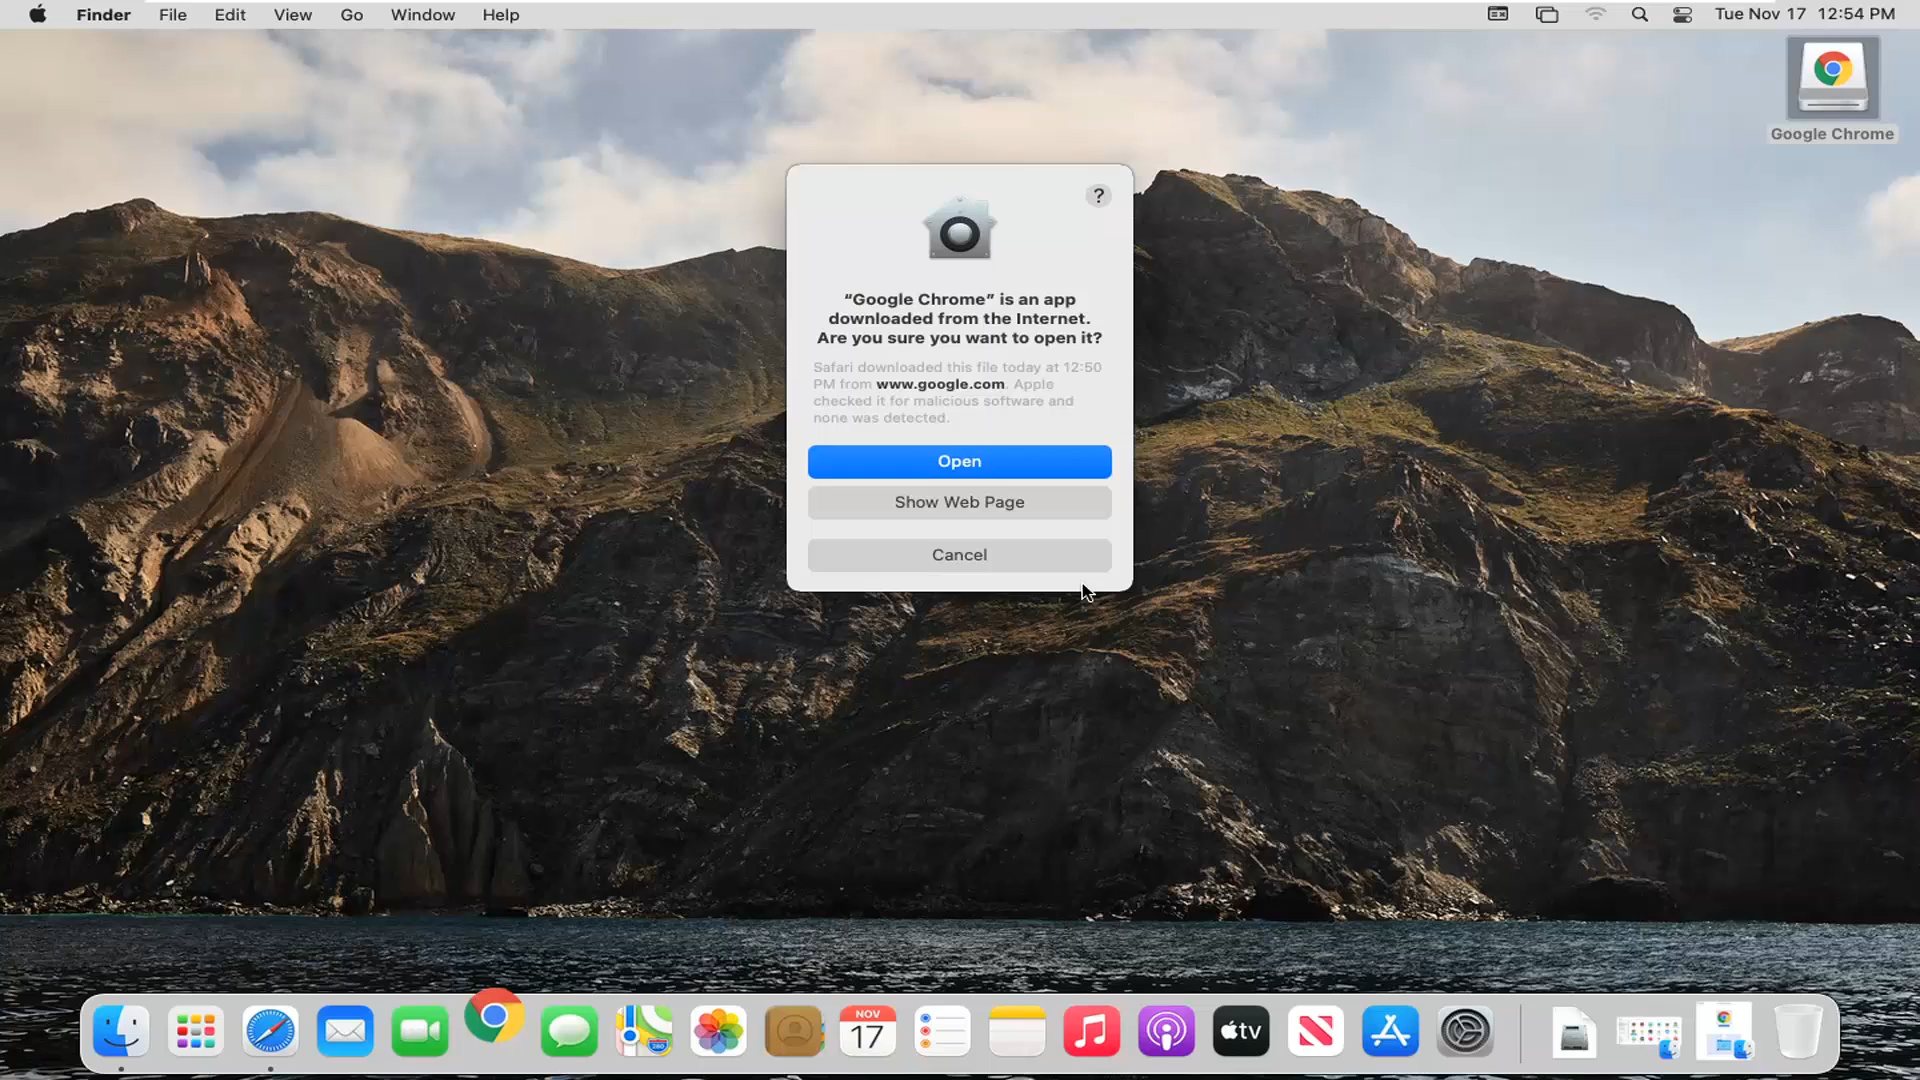 Finder File Edit View Go Window Help Tue Nov 17 12:54 PM
Google Chrome
?
“Google Chrome” is an app
downloaded from the Internet.
Are you sure you want to open it?
Safari downloaded this file today at 12:50
PM from www.google.com. Apple
checked it for malicious software and
none was detected.
Open
Show Web Page
Cancel
NOV
17
tv